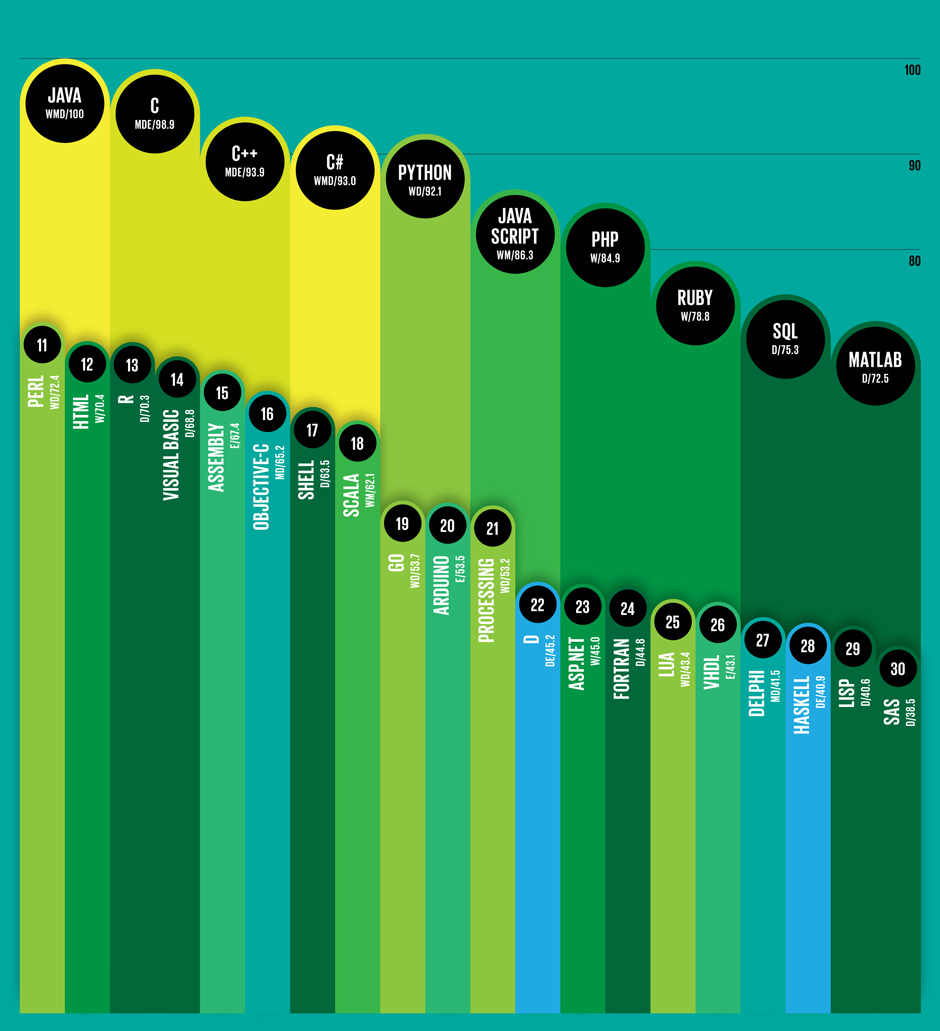 100
90
80
JAVA
WMD/100
C
MDE/98.9
C++
MDE/93.9
C#
WMD/93.0
PYTHON
WD/92.1
JAVA
SCRIPT
WM/86.3
PHP
W/84.9
RUBY
W/78.8
SQL
D/75.3
MATLAB
D/72.5
11
PERL
WD/72.4
12
HTML
W/70.4
13
R
D/70.3
14
VISUAL BASIC
D/68.8
15
ASSEMBLY
E/67.4
16
OBJECTIVE-C
MD/65.2
17
SHELL
D/63.5
18
SCALA
WM/62.1
19
GO
WD/53.7
20
ARDUINO
E/53.5
21
PROCESSING
WD/53.2
22
D
DE/45.2
23
ASP.NET
W/45.0
24
FORTRAN
D/44.8
25
LUA
WD/43.4
26
VHDL
E/43.1
27
DELPHI
MD/41.5
28
HASKELL
DE/40.9
29
LISP
D/40.6
30
SAS
D/38.5